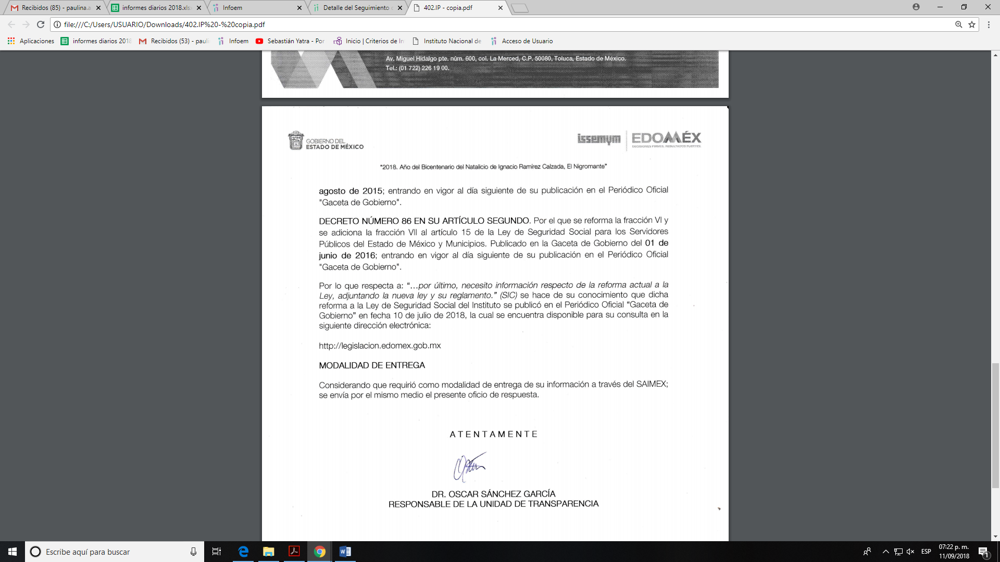 Recibidos (85) - paulina.a
informes diarios 2018.xlsx
Infoem
Detalle del Seguimiento
402.IP - copia.pdf
file:///C:/Users/USUARIO/Downloads/402.IP%20-%20copia.pdf
Aplicaciones
informes diarios 2018
Recibidos (53) - pauli
Infoem
Sebastián Yatra - Por
Inicio | Criterios de In
Instituto Nacional de
Acceso de Usuario
Av. Miguel Hidalgo pte. núm. 600, col. La Merced, C.P. 50080, Toluca, Estado de México.
Tel.: (01 722) 226 19 00.
GOBIERNO DEL
ESTADO DE MÉXICO
issemym
EDOMÉX
DECISIONES FIRMES, RESULTADOS FUERTES
"2018. Año del Bicentenario del Natalicio de Ignacio Ramírez Calzada, El Nigromante"
agosto de 2015; entrando en vigor al día siguiente de su publicación en el Periódico Oficial
"Gaceta de Gobierno".
DECRETO NÚMERO 86 EN SU ARTÍCULO SEGUNDO. Por el que se reforma la fracción VI y
se adiciona la fracción VII al artículo 15 de la Ley de Seguridad Social para los Servidores
Públicos del Estado de México y Municipios. Publicado en la Gaceta de Gobierno del 01 de
junio de 2016; entrando en vigor al día siguiente de su publicación en el Periódico Oficial
"Gaceta de Gobierno".
Por lo que respecta a: "…por último, necesito información respecto de la reforma actual a la
Ley, adjuntando la nueva ley y su reglamento." (SIC) se hace de su conocimiento que dicha
reforma a la Ley de Seguridad Social del Instituto se publicó en el Periódico Oficial "Gaceta de
Gobierno" en fecha 10 de julio de 2018, la cual se encuentra disponible para su consulta en la
siguiente dirección electrónica:
http://legislacion.edomex.gob.mx
MODALIDAD DE ENTREGA
Considerando que requirió como modalidad de entrega de su información a través del SAIMEX;
se envía por el mismo medio el presente oficio de respuesta.
ATENTAMENTE
DR. OSCAR SÁNCHEZ GARCÍA
RESPONSABLE DE LA UNIDAD DE TRANSPARENCIA
Escribe aquí para buscar
ESP
07:22 p. m.
11/09/2018
1